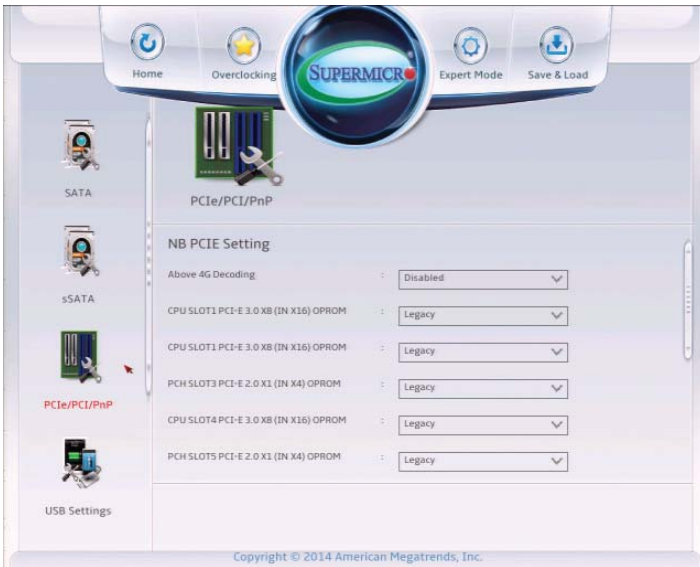 Home
Overclocking
SUPERMICRO
Expert Mode
Save & Load
SATA
sSATA
PCIe/PCI/PnP
USB Settings
PCIe/PCI/PnP
NB PCIE Setting
Above 4G Decoding : Disabled
CPU SLOT1 PCI-E 3.0 X8 (IN X16) OPROM : Legacy
CPU SLOT1 PCI-E 3.0 X8 (IN X16) OPROM : Legacy
PCH SLOT3 PCI-E 2.0 X1 (IN X4) OPROM : Legacy
CPU SLOT4 PCI-E 3.0 X8 (IN X16) OPROM : Legacy
PCH SLOT5 PCI-E 2.0 X1 (IN X4) OPROM : Legacy
Copyright © 2014 American Megatrends, Inc.